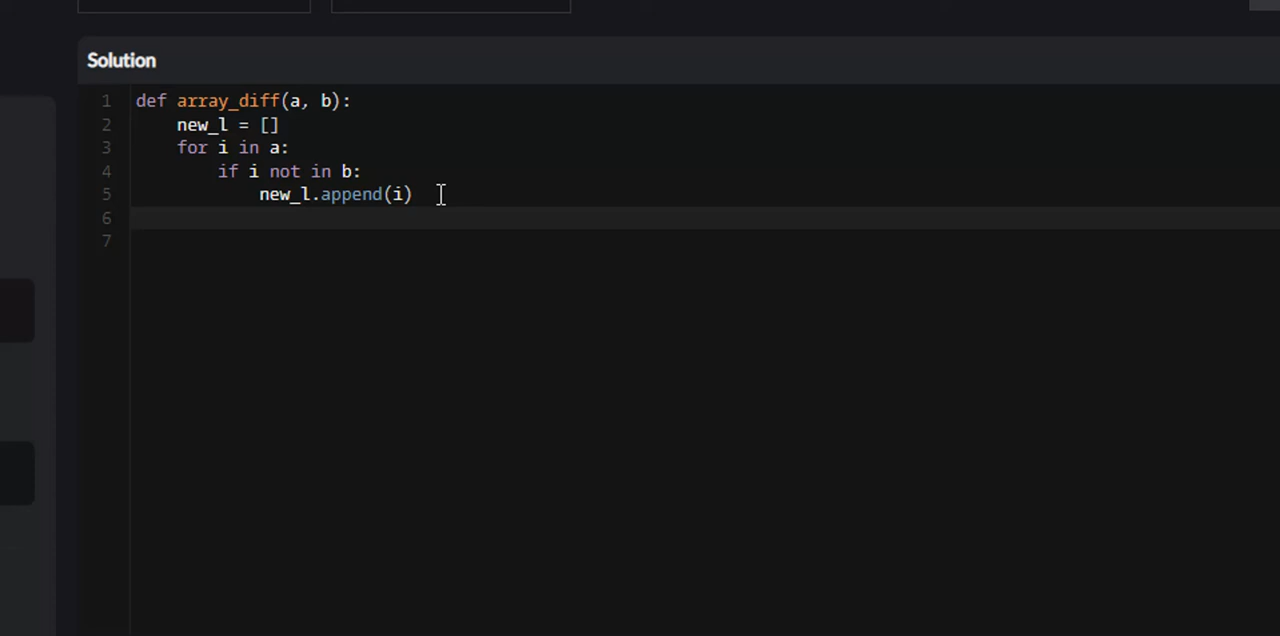 Solution
1 def array_diff(a, b):
2     new_l = []
3     for i in a:
4         if i not in b:
5             new_l.append(i)
6
7